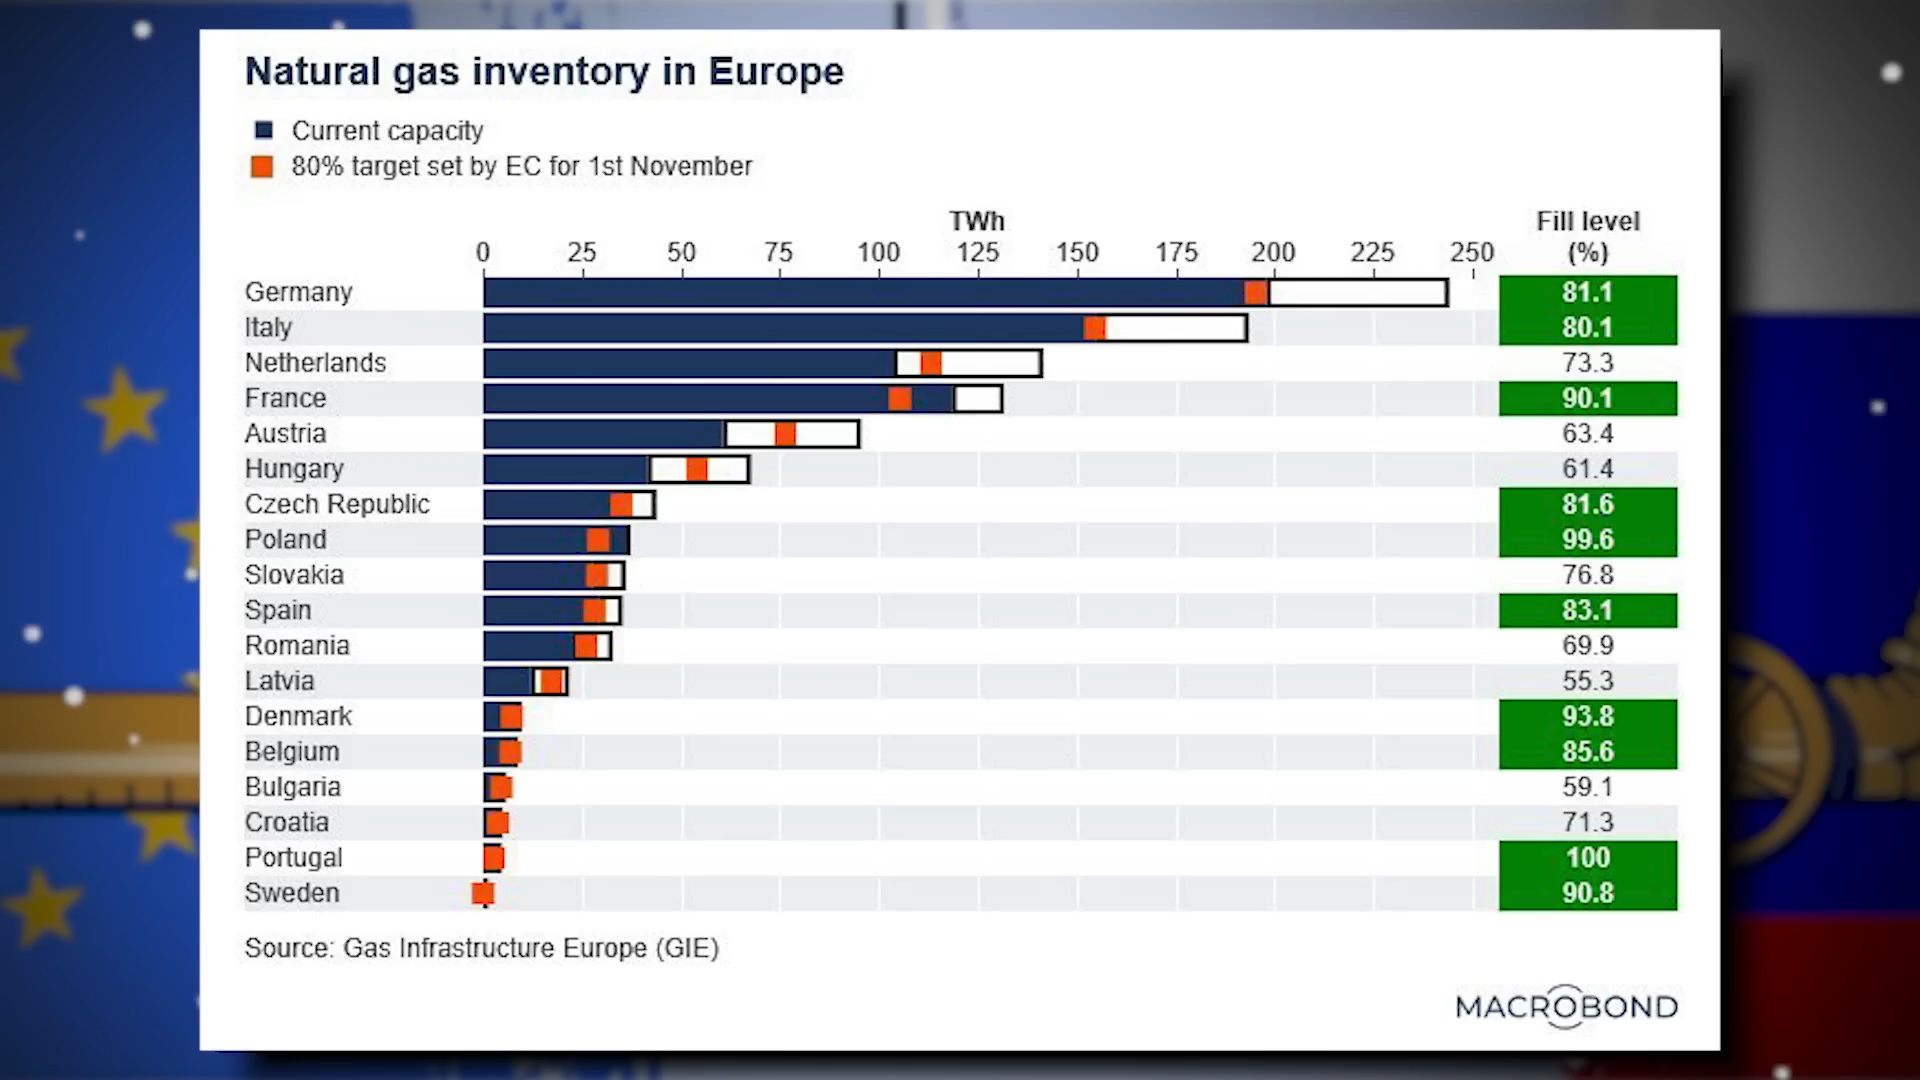 Natural gas inventory in Europe
Current capacity
80% target set by EC for 1st November
TWh
Fill level
(%)
0 25 50 75 100 125 150 175 200 225 250
Germany 81.1
Italy 80.1
Netherlands 73.3
France 90.1
Austria 63.4
Hungary 61.4
Czech Republic 81.6
Poland 99.6
Slovakia 76.8
Spain 83.1
Romania 69.9
Latvia 55.3
Denmark 93.8
Belgium 85.6
Bulgaria 59.1
Croatia 71.3
Portugal 100
Sweden 90.8
Source: Gas Infrastructure Europe (GIE)
MACROBOND